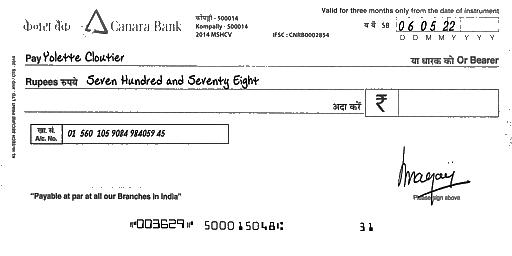 Valid for three months only from the date of instrument
केनरा बैंक Canara Bank
कोंपल्ली - 500014
Kompally - 500014
2014 MSHCV
IFSC : CNRB0002854
SB 06 05 22
D D M M Y Y Y Y
Pay Yolette Cloutier
या धारक को Or Bearer
Rupees रुपये Seven Hundred and Seventy Eight
अदा करें ₹
खा. सं.
A/c. No. 01 560 105 9084 984059 45
"Payable at par at all our Branches in India"
Please sign above
⑈003629⑈ 500015048⑆ 31